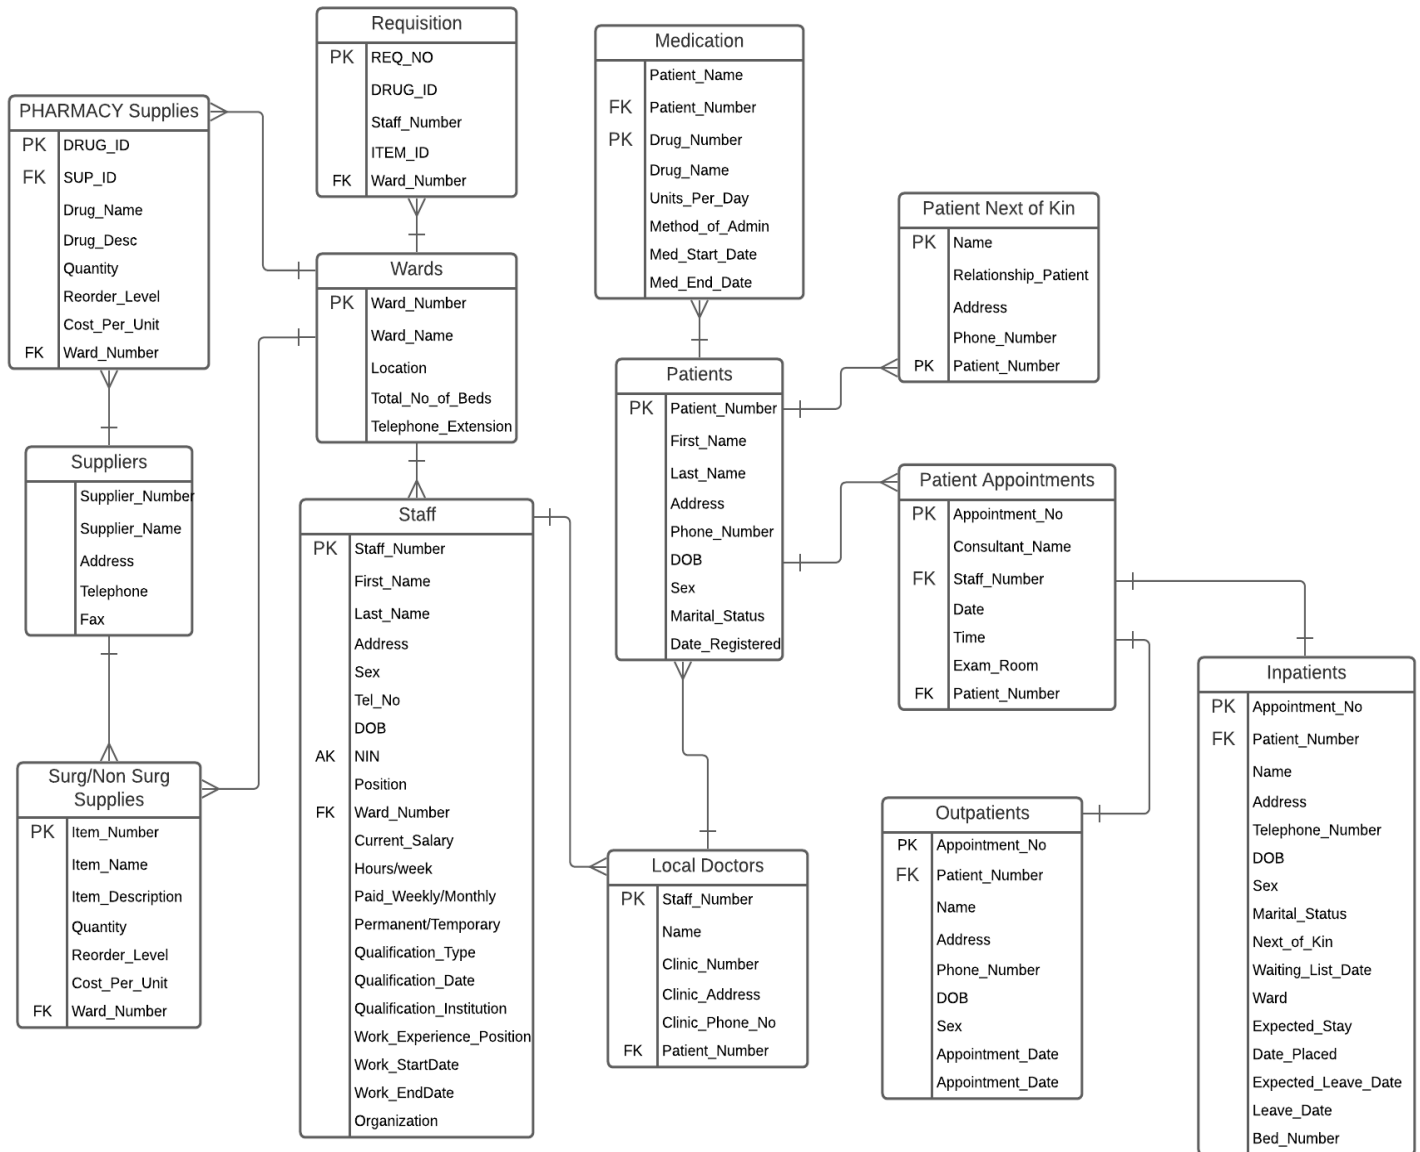 Requisition
PK REQ_NO
DRUG_ID
Staff_Number
ITEM_ID
FK Ward_Number
Medication
Patient_Name
FK Patient_Number
PK Drug_Number
Drug_Name
Units_Per_Day
Method_of_Admin
Med_Start_Date
Med_End_Date
PHARMACY Supplies
PK DRUG_ID
FK SUP_ID
Drug_Name
Drug_Desc
Quantity
Reorder_Level
Cost_Per_Unit
FK Ward_Number
Patient Next of Kin
PK Name
Relationship_Patient
Address
Phone_Number
PK Patient_Number
Wards
PK Ward_Number
Ward_Name
Location
Total_No_of_Beds
Telephone_Extension
Patients
PK Patient_Number
First_Name
Last_Name
Address
Phone_Number
DOB
Sex
Marital_Status
Date_Registered
Suppliers
Supplier_Number
Supplier_Name
Address
Telephone
Fax
Patient Appointments
PK Appointment_No
Consultant_Name
FK Staff_Number
Date
Time
Exam_Room
FK Patient_Number
Staff
PK Staff_Number
First_Name
Last_Name
Address
Sex
Tel_No
DOB
AK NIN
Position
FK Ward_Number
Current_Salary
Hours/week
Paid_Weekly/Monthly
Permanent/Temporary
Qualification_Type
Qualification_Date
Qualification_Institution
Work_Experience_Position
Work_StartDate
Work_EndDate
Organization
Inpatients
PK Appointment_No
FK Patient_Number
Name
Address
Telephone_Number
DOB
Sex
Marital_Status
Next_of_Kin
Waiting_List_Date
Ward
Expected_Stay
Date_Placed
Expected_Leave_Date
Leave_Date
Bed_Number
Surg/Non Surg
Supplies
PK Item_Number
Item_Name
Item_Description
Quantity
Reorder_Level
Cost_Per_Unit
FK Ward_Number
Outpatients
PK Appointment_No
FK Patient_Number
Name
Address
Phone_Number
DOB
Sex
Appointment_Date
Appointment_Date
Local Doctors
PK Staff_Number
Name
Clinic_Number
Clinic_Address
Clinic_Phone_No
FK Patient_Number